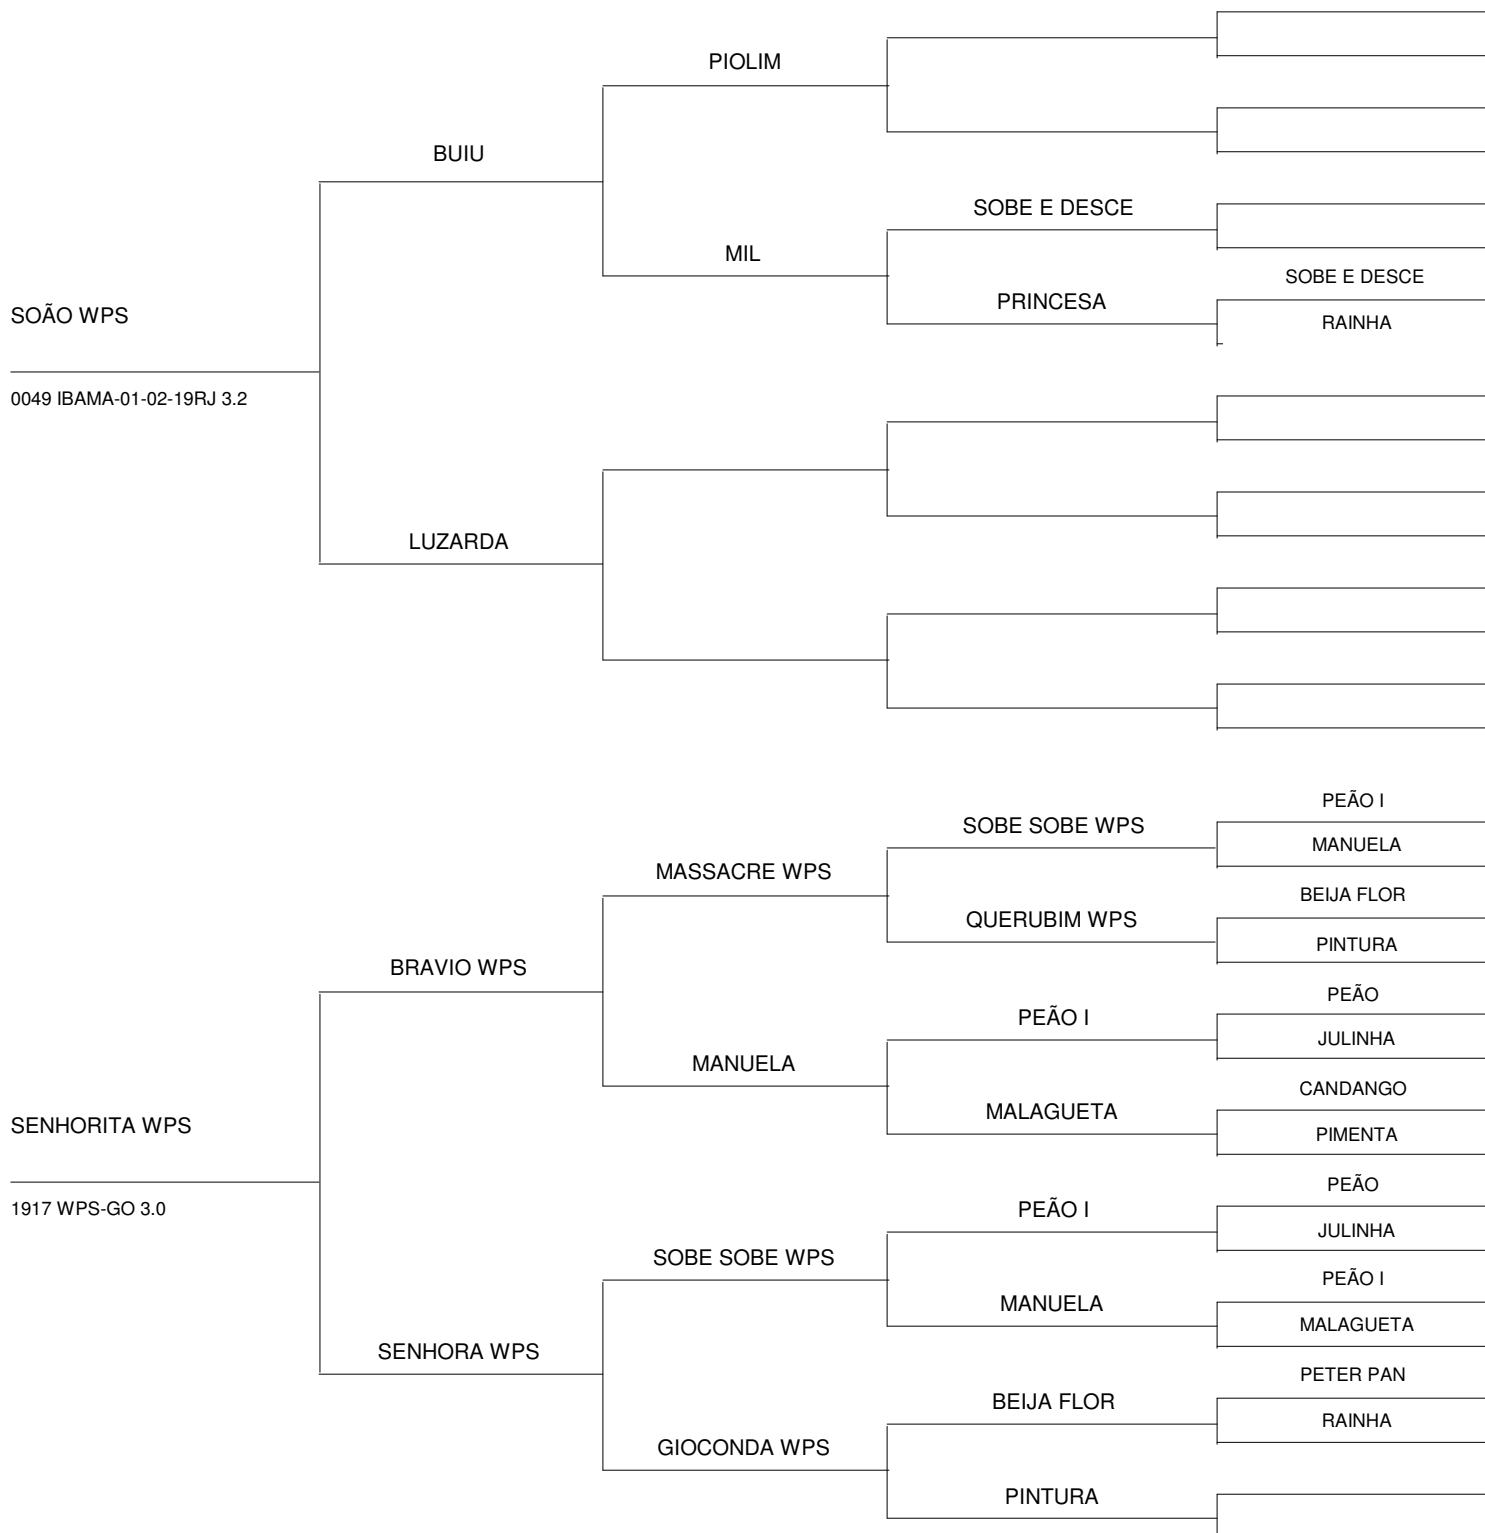 PIOLIM
BUIU
SOBE E DESCE
MIL
SOBE E DESCE
PRINCESA
SOÃO WPS
RAINHA
0049 IBAMA-01-02-19RJ 3.2
LUZARDA
PEÃO I
SOBE SOBE WPS
MANUELA
MASSACRE WPS
BEIJA FLOR
QUERUBIM WPS
PINTURA
BRAVIO WPS
PEÃO
PEÃO I
JULINHA
MANUELA
CANDANGO
MALAGUETA
SENHORITA WPS
PIMENTA
PEÃO
1917 WPS-GO 3.0
PEÃO I
JULINHA
SOBE SOBE WPS
PEÃO I
MANUELA
MALAGUETA
SENHORA WPS
PETER PAN
BEIJA FLOR
RAINHA
GIOCONDA WPS
PINTURA